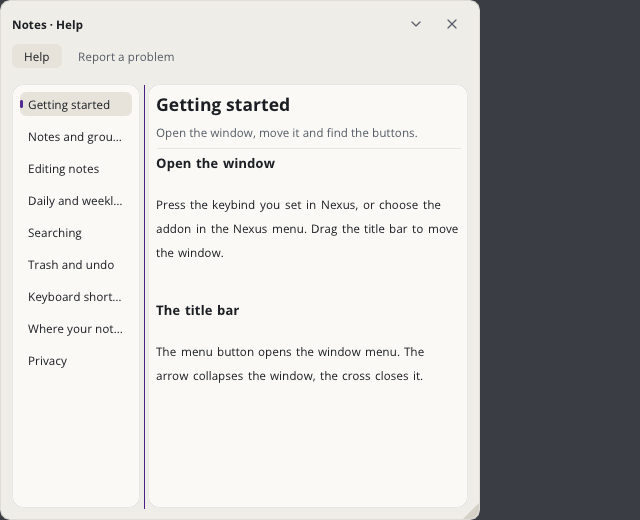 Notes · Help
Help
Report a problem
Getting started
Notes and grou...
Editing notes
Daily and weekl...
Searching
Trash and undo
Keyboard short...
Where your not...
Privacy
Getting started
Open the window, move it and find the buttons.
Open the window
Press the keybind you set in Nexus, or choose the
addon in the Nexus menu. Drag the title bar to move
the window.
The title bar
The menu button opens the window menu. The
arrow collapses the window, the cross closes it.